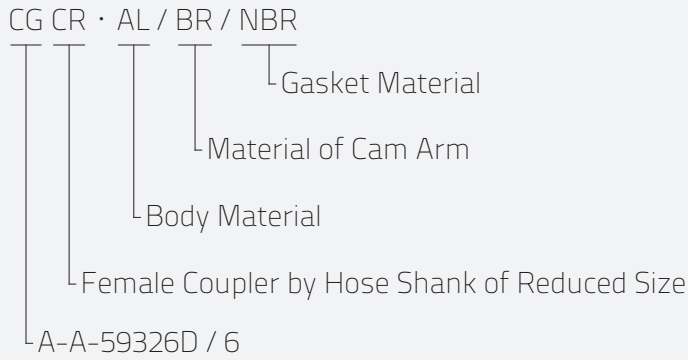 CG CR · AL / BR / NBR
Gasket Material
Material of Cam Arm
Body Material
Female Coupler by Hose Shank of Reduced Size
A-A-59326D / 6